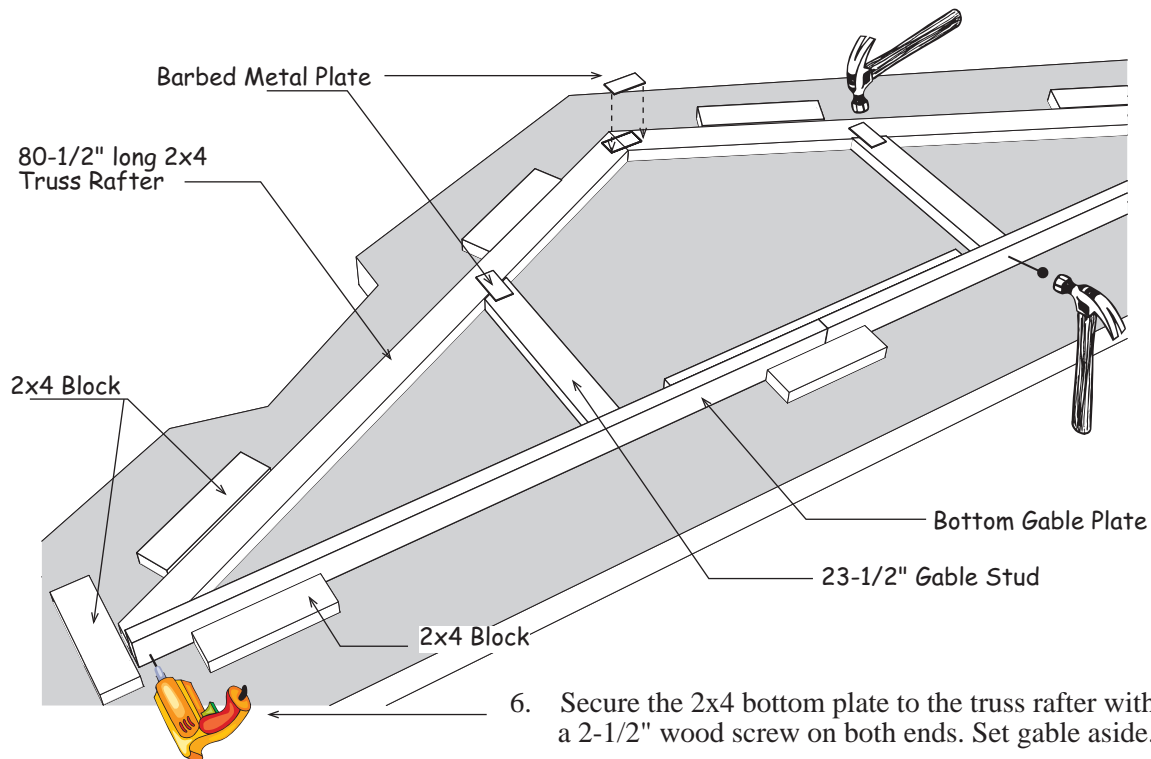 Barbed Metal Plate
80-1/2" long 2x4
Truss Rafter
2x4 Block
Bottom Gable Plate
23-1/2" Gable Stud
2x4 Block
6. Secure the 2x4 bottom plate to the truss rafter with
a 2-1/2" wood screw on both ends. Set gable aside.